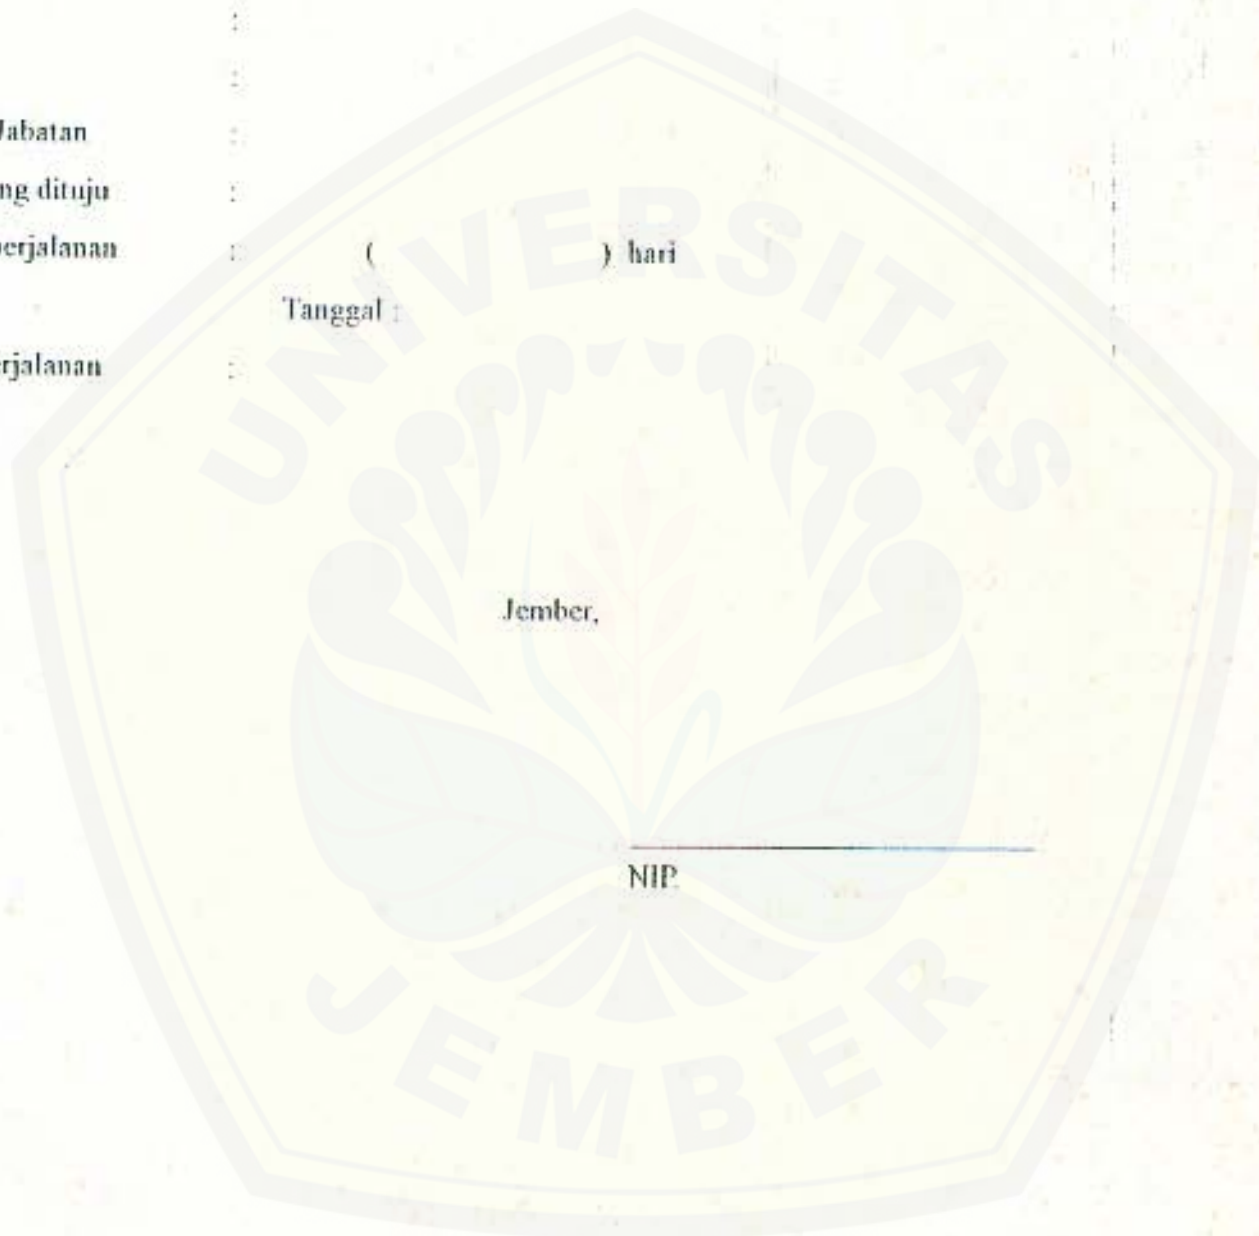 :
:
Jabatan :
ng dituju :
perjalanan : ( ) hari
Tanggal :
rjalanan :
Jember,
NIP.
UNIVERSITAS
JEMBER